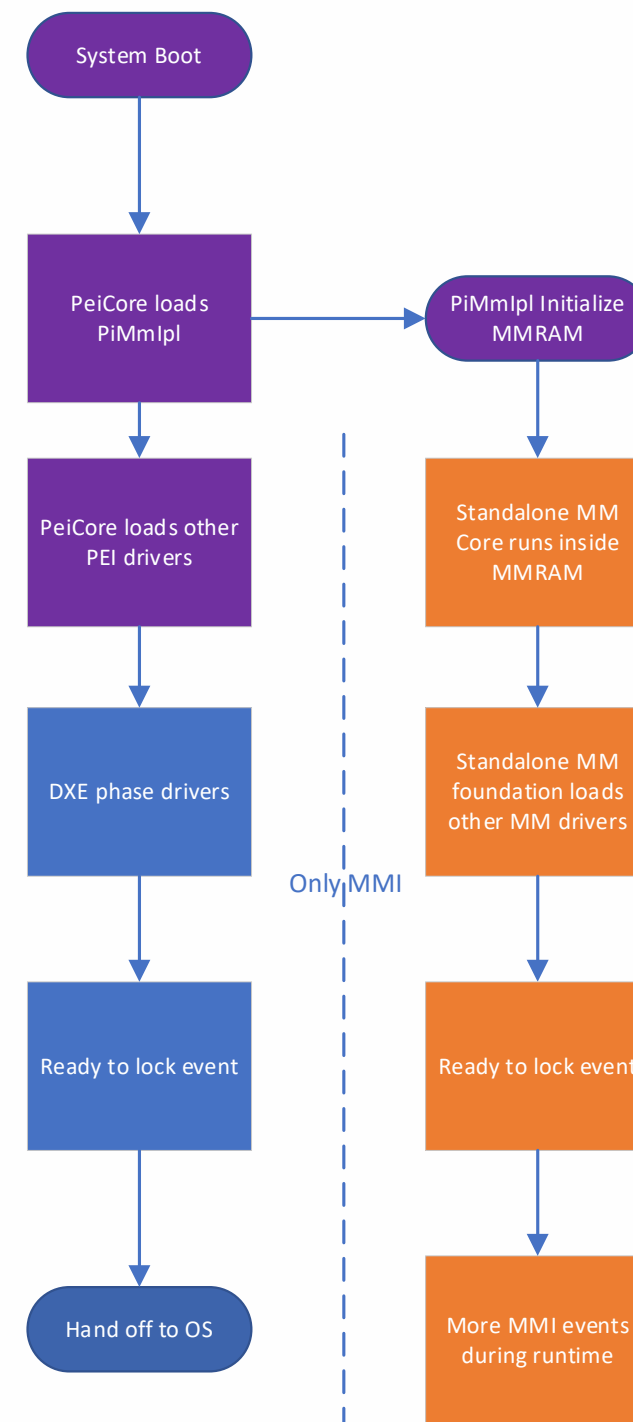 System Boot
PeiCore loads
PiMmIpl
PiMmIpl Initialize
MMRAM
PeiCore loads other
PEI drivers
Standalone MM
Core runs inside
MMRAM
DXE phase drivers
Standalone MM
foundation loads
other MM drivers
Only MMI
Ready to lock event
Ready to lock event
Hand off to OS
More MMI events
during runtime